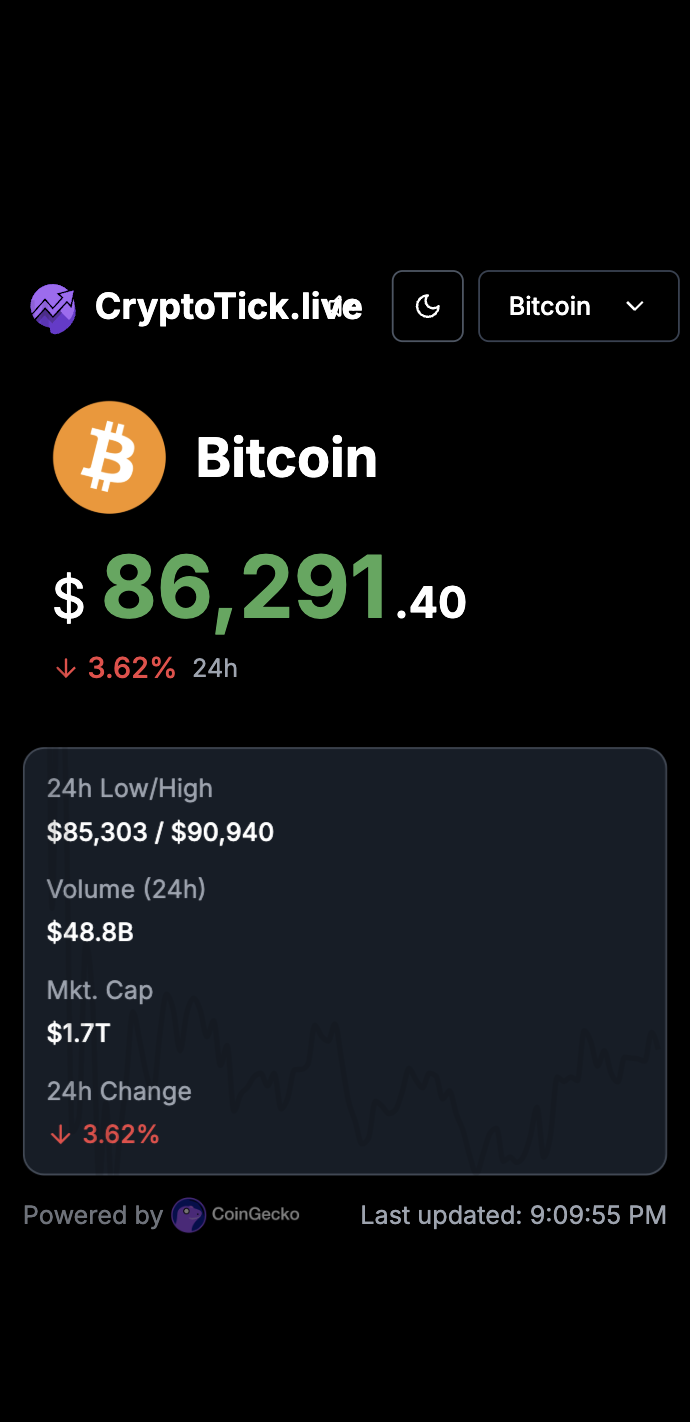 CryptoTick.live
Bitcoin
Bitcoin
$ 86,291.40
↓ 3.62% 24h
24h Low/High
$85,303 / $90,940
Volume (24h)
$48.8B
Mkt. Cap
$1.7T
24h Change
↓ 3.62%
Powered by CoinGecko
Last updated: 9:09:55 PM